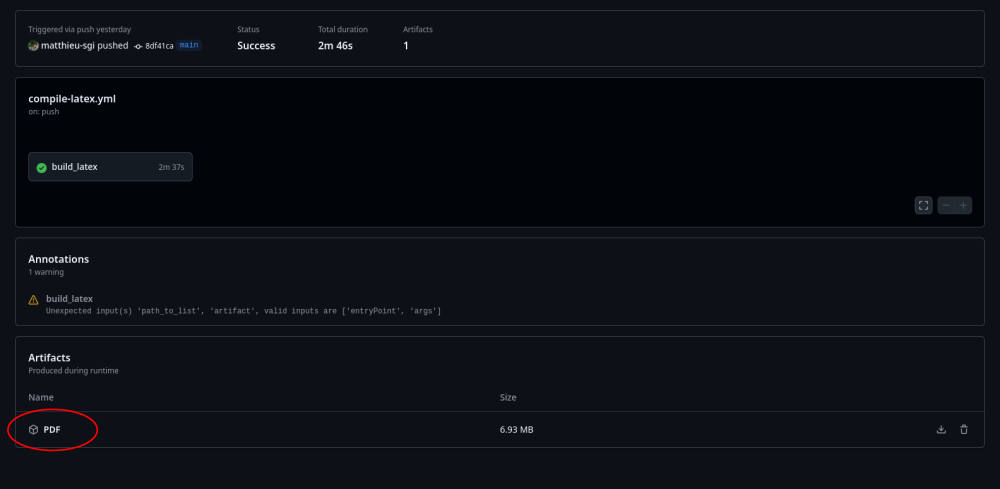 Triggered via push yesterday
matthieu-sgi pushed 8df41ca main
Status
Success
Total duration
2m 46s
Artifacts
1
compile-latex.yml
on: push
build_latex 2m 37s
Annotations
1 warning
build_latex
Unexpected input(s) 'path_to_list', 'artifact', valid inputs are ['entryPoint', 'args']
Artifacts
Produced during runtime
Name Size
PDF 6.93 MB